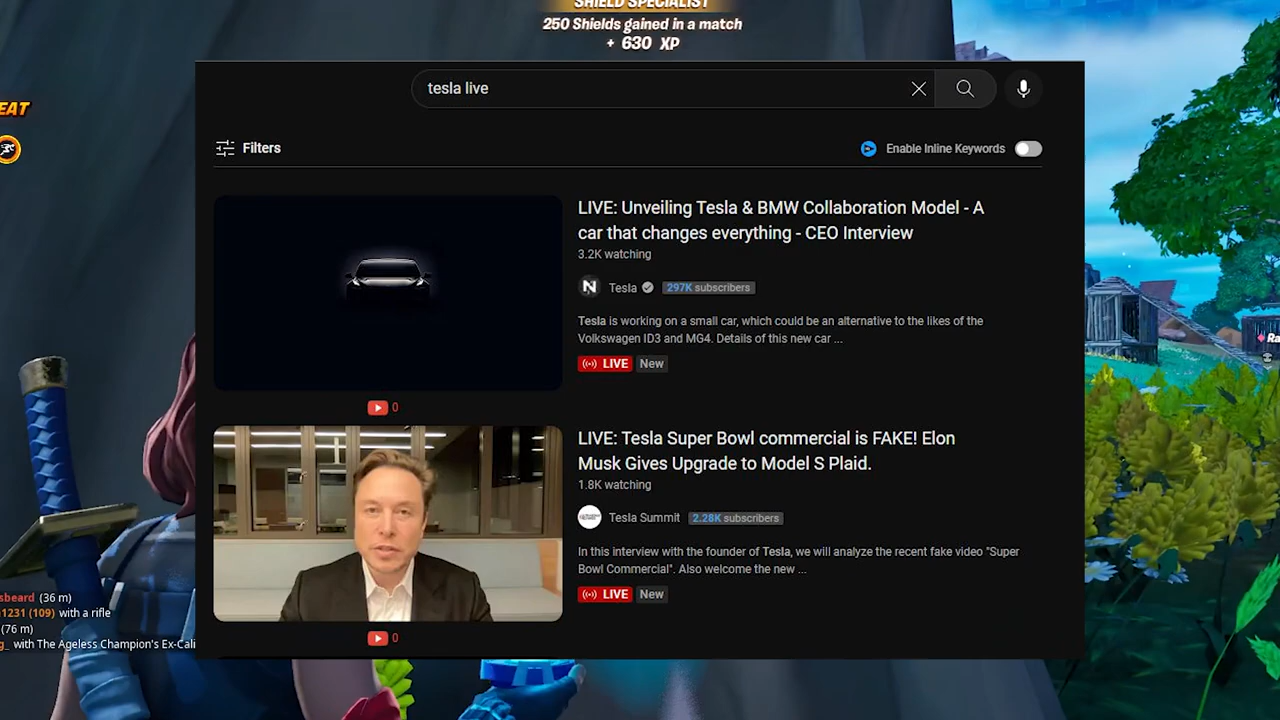 SHIELD SPECIALIST
250 Shields gained in a match
+ 630 XP
EAT
tesla live
Filters
Enable Inline Keywords
LIVE: Unveiling Tesla & BMW Collaboration Model - A
car that changes everything - CEO Interview
3.2K watching
N
Tesla
297K subscribers
Tesla is working on a small car, which could be an alternative to the likes of the
Volkswagen ID3 and MG4. Details of this new car ...
LIVE New
0
LIVE: Tesla Super Bowl commercial is FAKE! Elon
Musk Gives Upgrade to Model S Plaid.
1.8K watching
Tesla Summit 2.28K subscribers
In this interview with the founder of Tesla, we will analyze the recent fake video "Super
Bowl Commercial". Also welcome the new ...
LIVE New
0
Ra
sbeard (36 m)
1231 (109) with a rifle
(76 m)
g_ with The Ageless Champion's Ex-Cali